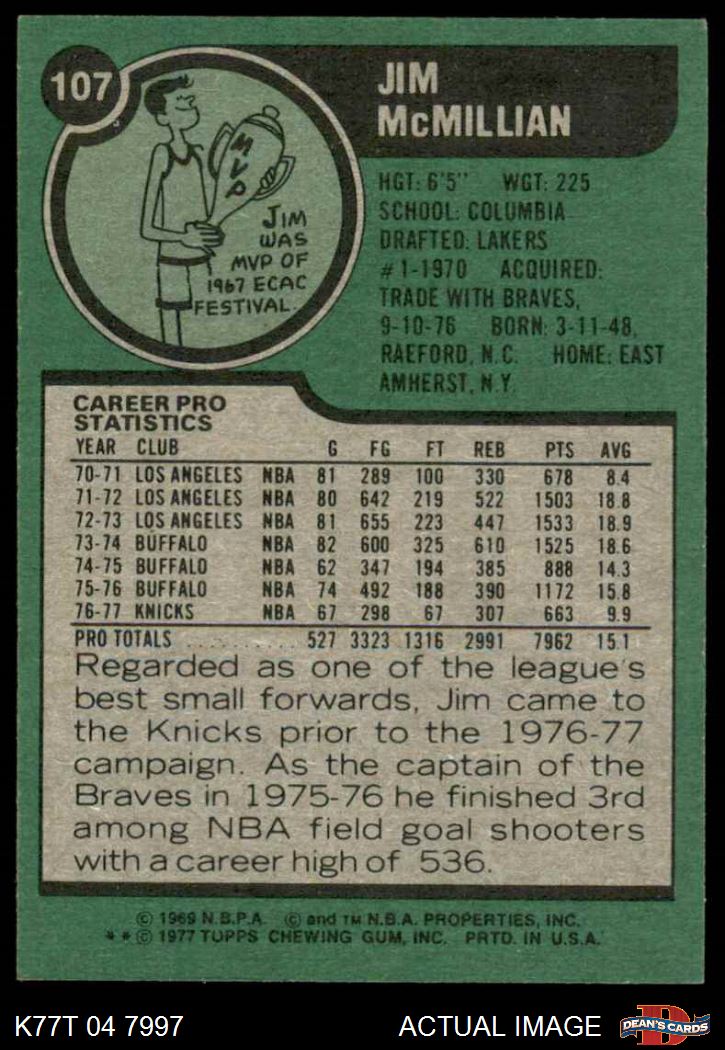 107
JIM
McMILLIAN
MVP
JIM
WAS
MVP OF
1967 ECAC
FESTIVAL.
HGT: 6'5" WGT: 225
SCHOOL: COLUMBIA
DRAFTED: LAKERS
#1-1970 ACQUIRED:
TRADE WITH BRAVES,
9-10-76 BORN: 3-11-48,
RAEFORD, N.C. HOME: EAST
AMHERST, N.Y.
CAREER PRO
STATISTICS
YEAR CLUB G FG FT REB PTS AVG
70-71 LOS ANGELES NBA 81 289 100 330 678 8.4
71-72 LOS ANGELES NBA 80 642 219 522 1503 18.8
72-73 LOS ANGELES NBA 81 655 223 447 1533 18.9
73-74 BUFFALO NBA 82 600 325 610 1525 18.6
74-75 BUFFALO NBA 62 347 194 385 888 14.3
75-76 BUFFALO NBA 74 492 188 390 1172 15.8
76-77 KNICKS NBA 67 298 67 307 663 9.9
PRO TOTALS ........... 527 3323 1316 2991 7962 15.1
Regarded as one of the league's
best small forwards, Jim came to
the Knicks prior to the 1976-77
campaign. As the captain of the
Braves in 1975-76 he finished 3rd
among NBA field goal shooters
with a career high of 536.
© 1969 N.B.P.A. © and TM N.B.A. PROPERTIES, INC.
**© 1977 TOPPS CHEWING GUM, INC. PRTD. IN U.S.A.
K77T 04 7997 ACTUAL IMAGE
D
DEAN'S CARDS